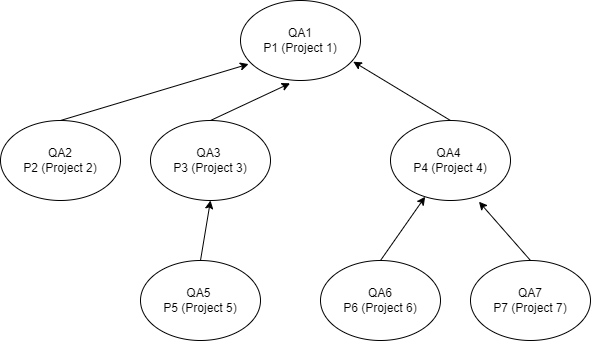 QA1
P1 (Project 1)
QA2
P2 (Project 2)
QA3
P3 (Project 3)
QA4
P4 (Project 4)
QA5
P5 (Project 5)
QA6
P6 (Project 6)
QA7
P7 (Project 7)